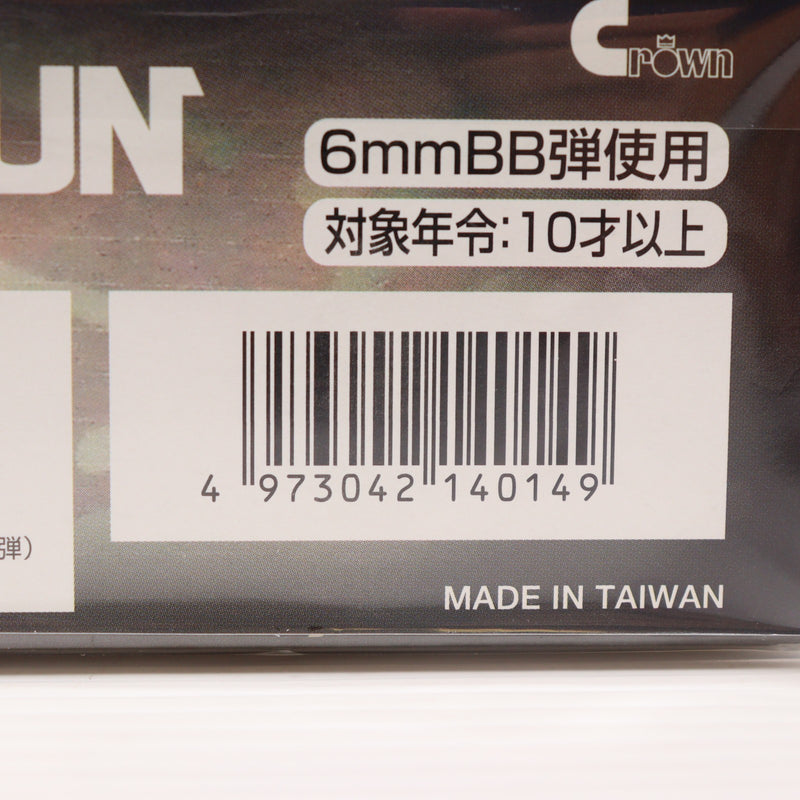 Crown
UN
6mmBB弾使用
対象年令:10才以上
4 973042 140149
弾)
MADE IN TAIWAN